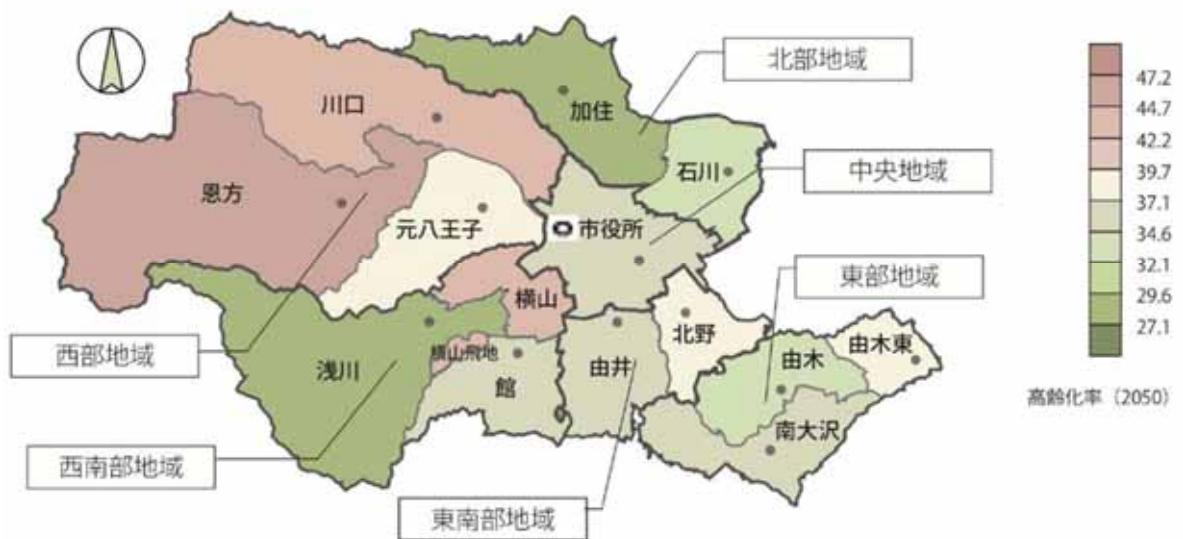 北部地域
川口
加住
中央地域
石川
恩方
元八王子
市役所
東部地域
横山
北野
西部地域
浅川
横山飛地
館
由井
由木
由木東
南大沢
西南部地域
東南部地域
47.2
44.7
42.2
39.7
37.1
34.6
32.1
29.6
27.1
高齢化率（2050）